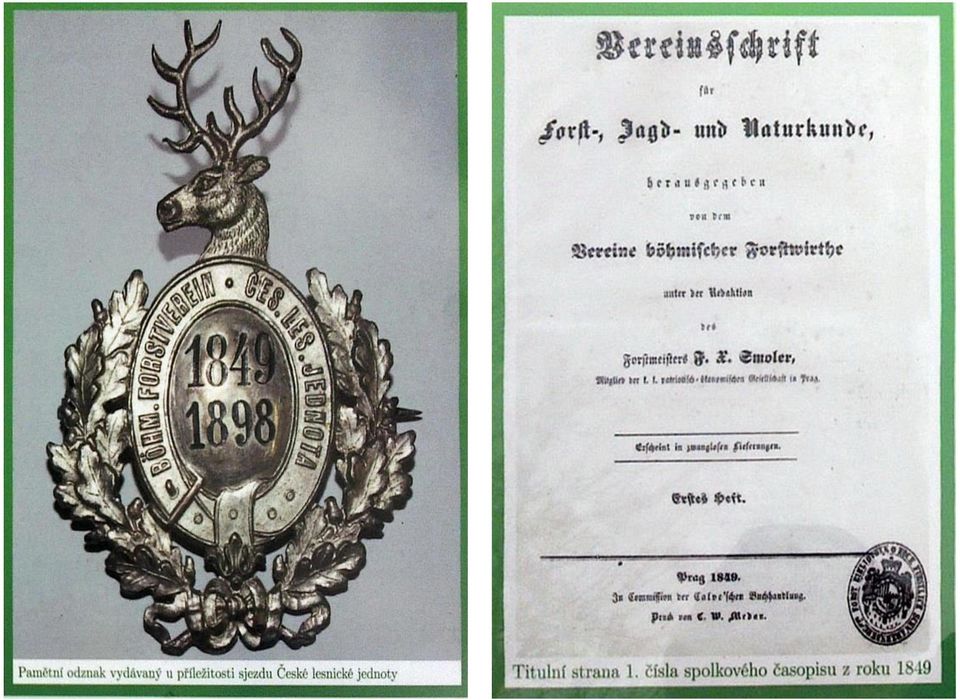 BÖHM. FORSTVEREIN · ČES. LES. JEDNOTA
1849
1898
Pamětní odznak vydávaný u příležitosti sjezdu České lesnické jednoty
Vereinsschrift
für
Forst-, Jagd- und Naturkunde,
herausgegeben
von dem
Vereine böhmischer Forstwirthe
unter der Redaktion
des
Forstmeisters F. X. Smoler,
Mitglied der k. k. patriotisch-ökonomischen Gesellschaft in Prag.
Erscheint in zwanglosen Lieferungen.
Erstes Heft.
Prag 1849.
In Commission der Calve'schen Buchhandlung.
Druck von C. W. Medau.
Titulní strana 1. čísla spolkového časopisu z roku 1849